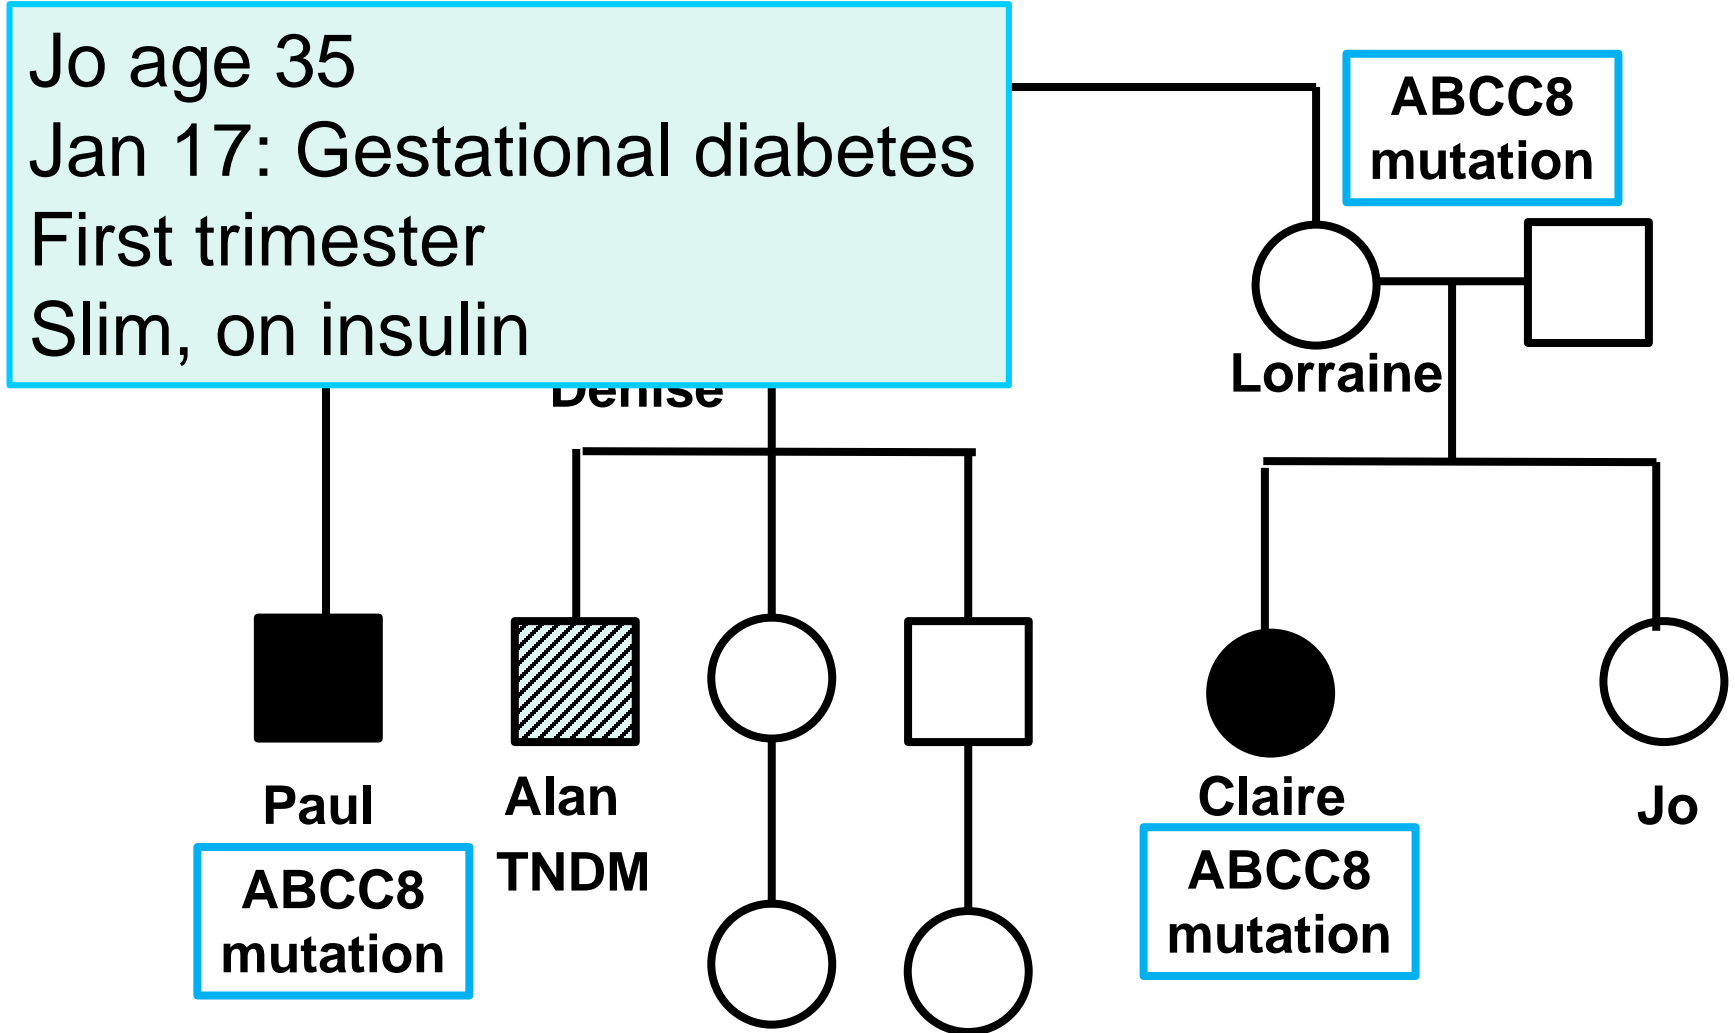 Jo age 35
Jan 17: Gestational diabetes
First trimester
Slim, on insulin
ABCC8
mutation
Denise
Lorraine
Paul
Alan
Claire
Jo
TNDM
ABCC8
mutation
ABCC8
mutation